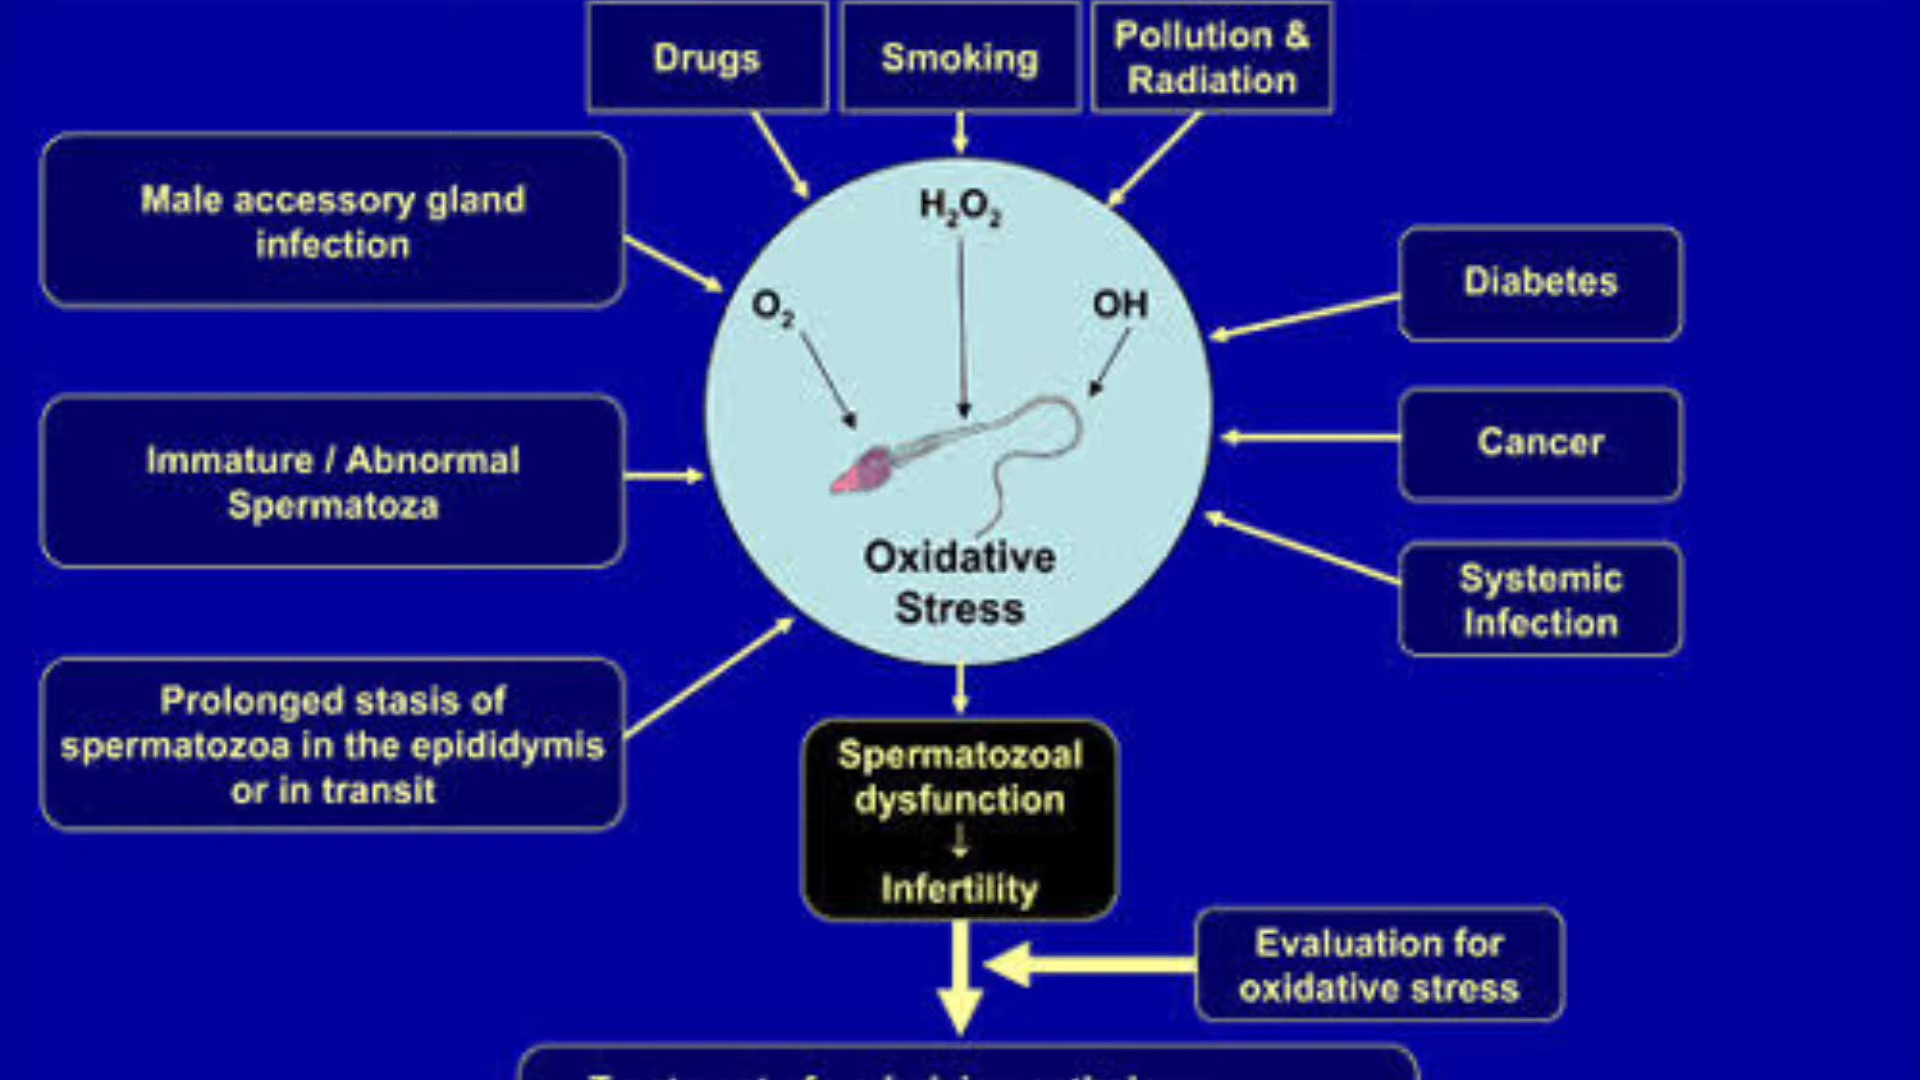 Drugs
Smoking
Pollution &
Radiation
Male accessory gland
infection
H₂O₂
O₂
OH
Diabetes
Immature / Abnormal
Spermatoza
Cancer
Oxidative
Stress
Systemic
Infection
Prolonged stasis of
spermatozoa in the epididymis
or in transit
Spermatozoal
dysfunction
↓
Infertility
Evaluation for
oxidative stress